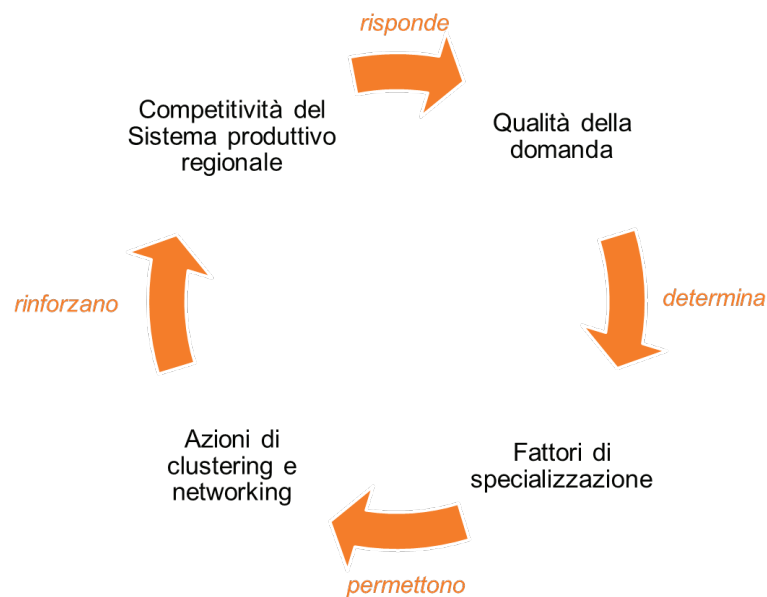 risponde
Competitività del
Sistema produttivo
regionale
Qualità della
domanda
rinforzano
determina
Azioni di
clustering e
networking
Fattori di
specializzazione
permettono